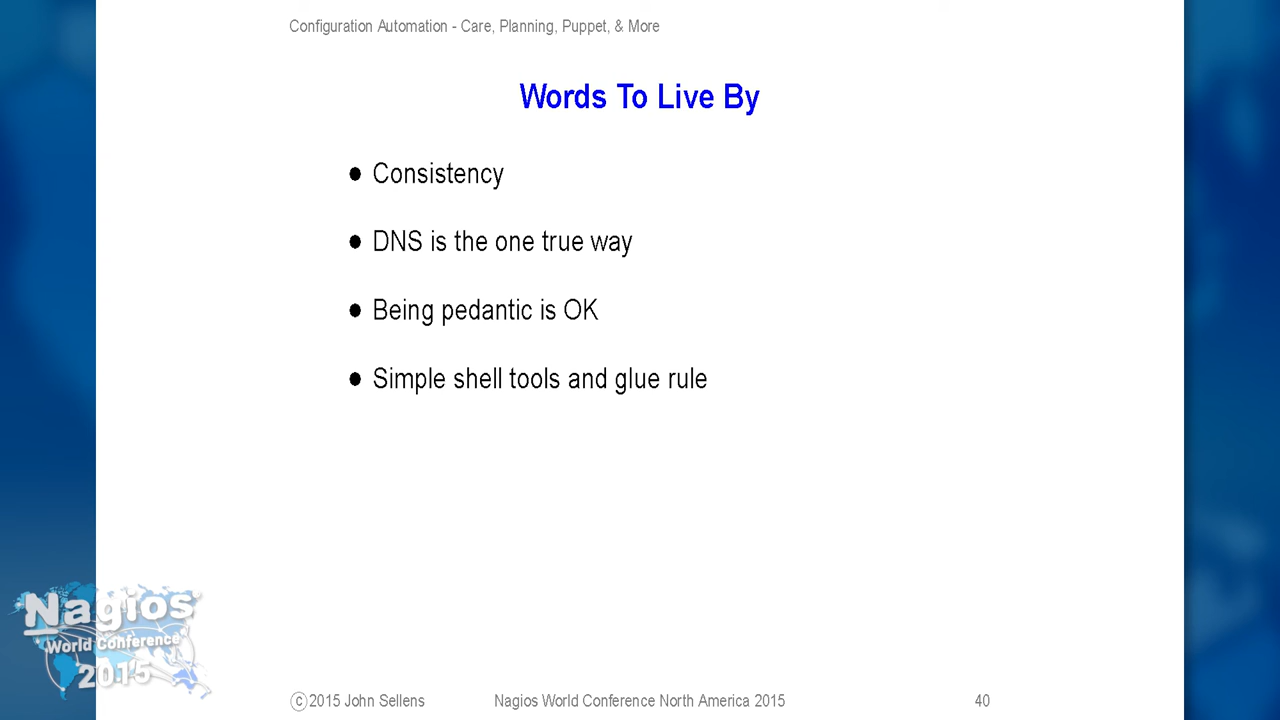 Configuration Automation - Care, Planning, Puppet, & More
Words To Live By
● Consistency
● DNS is the one true way
● Being pedantic is OK
● Simple shell tools and glue rule
Nagios
World Conference
2015
©2015 John Sellens Nagios World Conference North America 2015 40